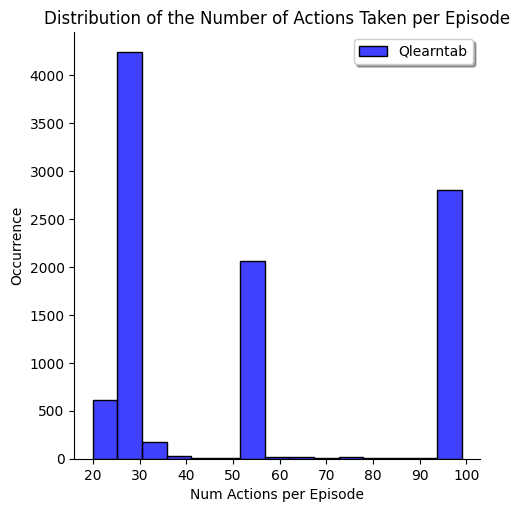 Distribution of the Number of Actions Taken per Episode
Qlearntab
4000
3500
3000
2500
2000
1500
1000
500
0
Occurrence
20 30 40 50 60 70 80 90 100
Num Actions per Episode